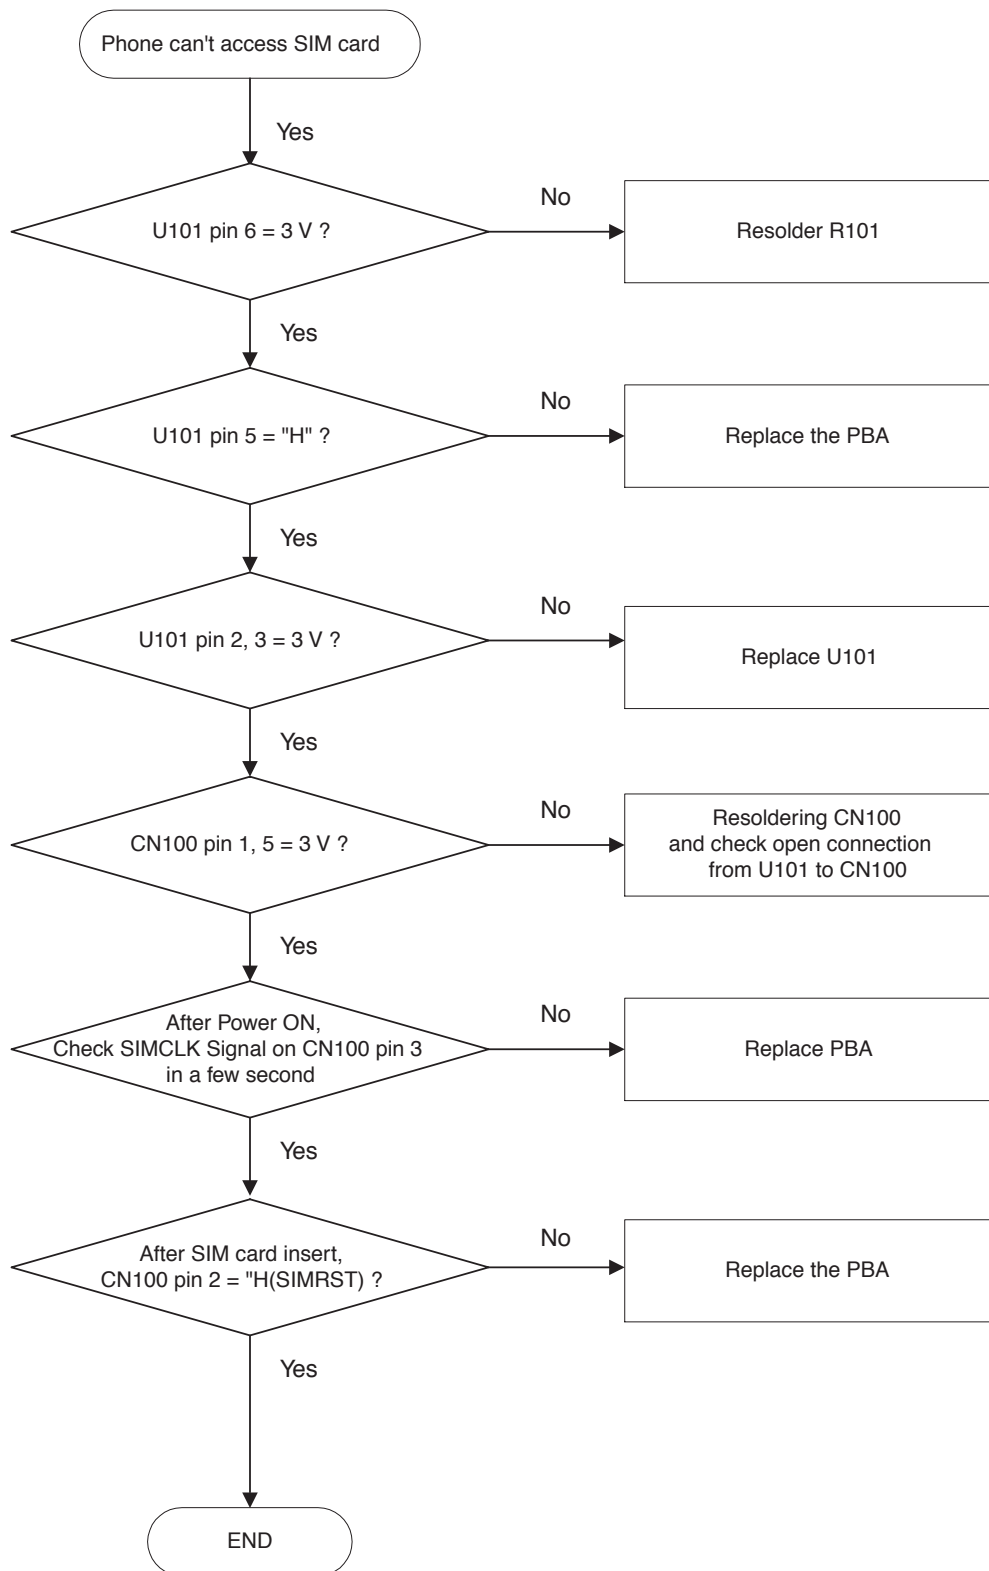 Phone can't access SIM card
Yes
U101 pin 6 = 3 V ?
No
Resolder R101
Yes
U101 pin 5 = "H" ?
No
Replace the PBA
Yes
U101 pin 2, 3 = 3 V ?
No
Replace U101
Yes
CN100 pin 1, 5 = 3 V ?
No
Resoldering CN100
and check open connection
from U101 to CN100
Yes
After Power ON,
Check SIMCLK Signal on CN100 pin 3
in a few second
No
Replace PBA
Yes
After SIM card insert,
CN100 pin 2 = "H(SIMRST) ?
No
Replace the PBA
Yes
END